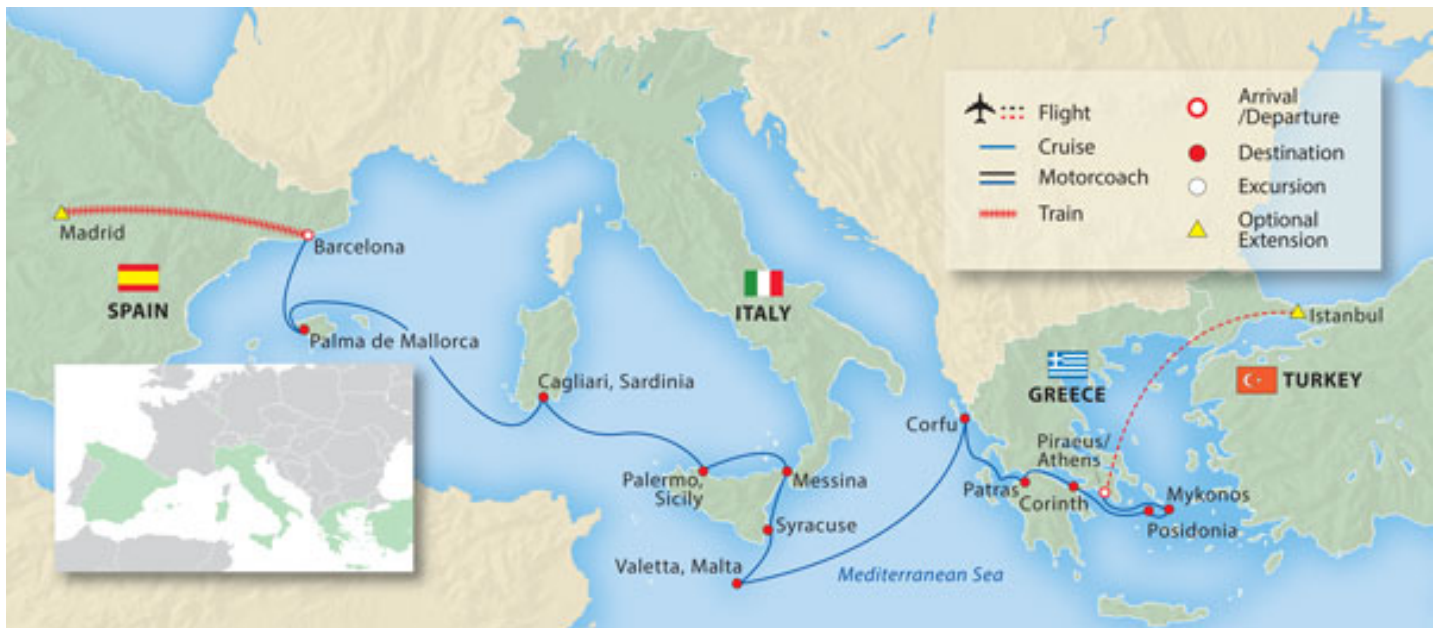 Flight
Cruise
Motorcoach
Train
Arrival
/Departure
Destination
Excursion
Optional
Extension
Madrid
Barcelona
SPAIN
Palma de Mallorca
ITALY
Cagliari, Sardinia
Palermo,
Sicily
Messina
Syracuse
Valetta, Malta
Mediterranean Sea
Corfu
GREECE
Piraeus/
Athens
Patras
Corinth
Mykonos
Posidonia
Istanbul
TURKEY